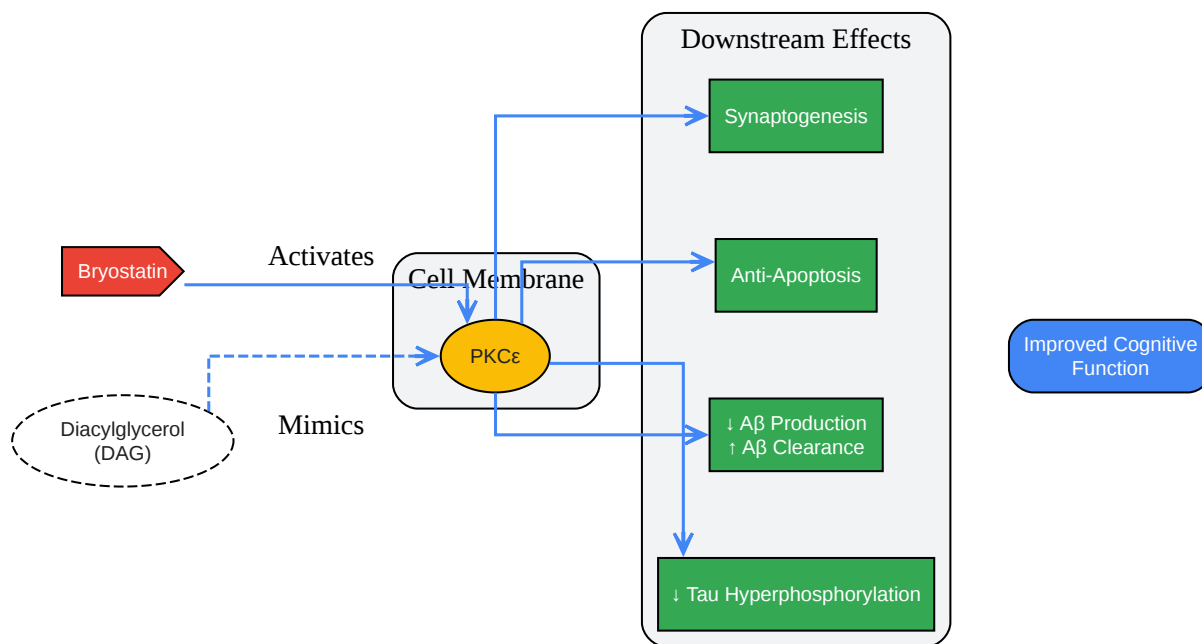 Downstream Effects
Synaptogenesis
Activates
Bryostatin
Cell Membrane
Anti-Apoptosis
PKCε
Improved Cognitive
Function
Mimics
Diacylglycerol
(DAG)
↓ Aβ Production
↑ Aβ Clearance
↓ Tau Hyperphosphorylation